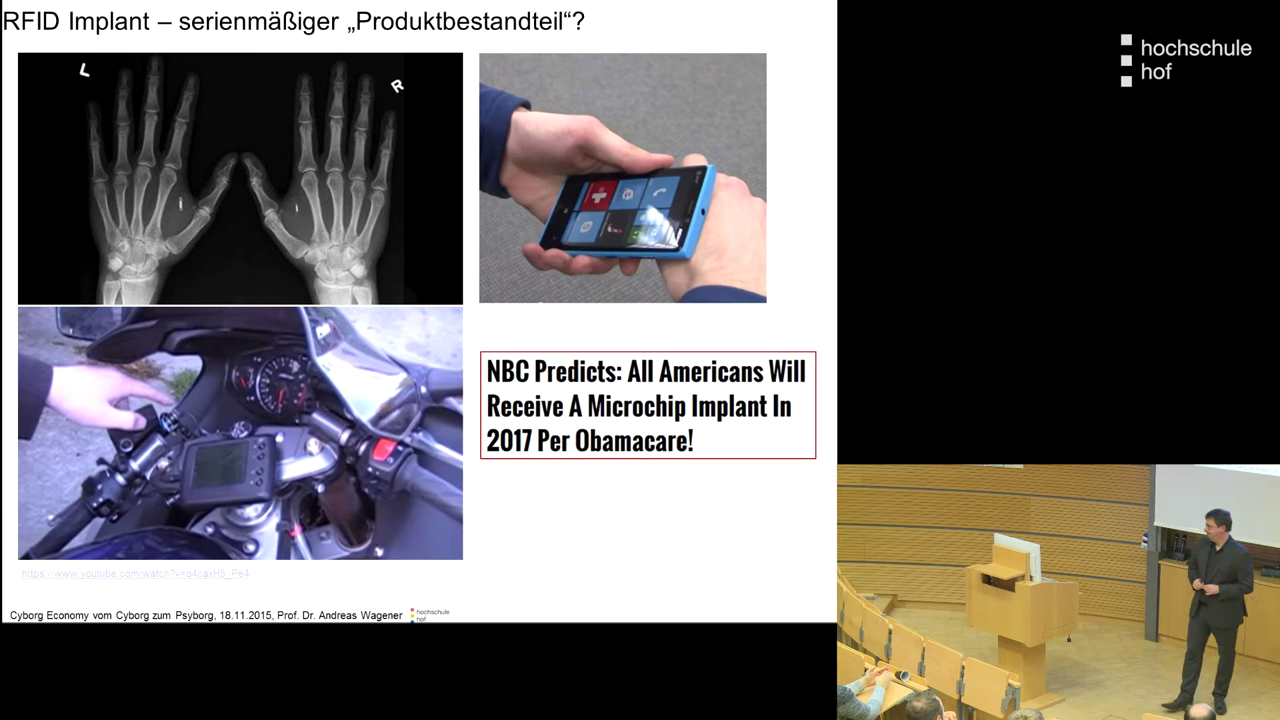 RFID Implant – serienmäßiger „Produktbestandteil“?
L
R
NBC Predicts: All Americans Will
Receive A Microchip Implant In
2017 Per Obamacare!
https://www.youtube.com/watch?v=o4caxH5_Pe4
Cyborg Economy vom Cyborg zum Psyborg, 18.11.2015, Prof. Dr. Andreas Wagener
hochschule
hof
hochschule
hof